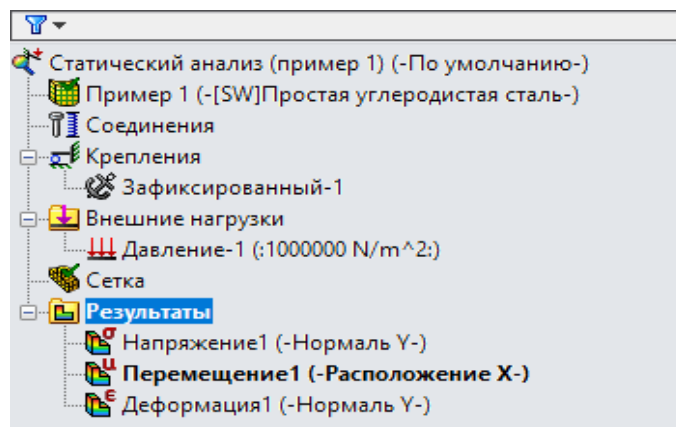 Статический анализ (пример 1) (-По умолчанию-)
Пример 1 (-[SW]Простая углеродистая сталь-)
Соединения
Крепления
Зафиксированный-1
Внешние нагрузки
Давление-1 (:1000000 N/m^2:)
Сетка
Результаты
Напряжение1 (-Нормаль Y-)
Перемещение1 (-Расположение X-)
Деформация1 (-Нормаль Y-)